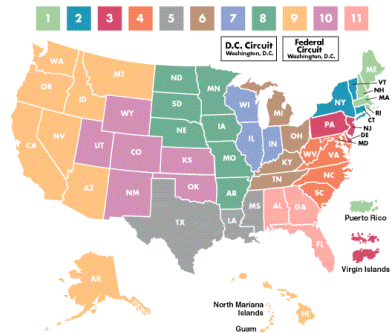 1 2 3 4 5 6 7 8 9 10 11
D.C. Circuit
Washington, D.C.
Federal
Circuit
Washington, D.C.
WA
OR
CA
NV
ID
MT
AZ
WY
UT
CO
NM
KS
OK
ND
SD
NE
MN
IA
MO
AR
TX
LA
MS
WI
IL
IN
MI
OH
KY
TN
AL
GA
FL
WV
VA
NC
SC
PA
NY
ME
VT
NH
MA
RI
CT
NJ
DE
MD
Puerto Rico
Virgin Islands
AK
HI
North Mariana
Islands
Guam